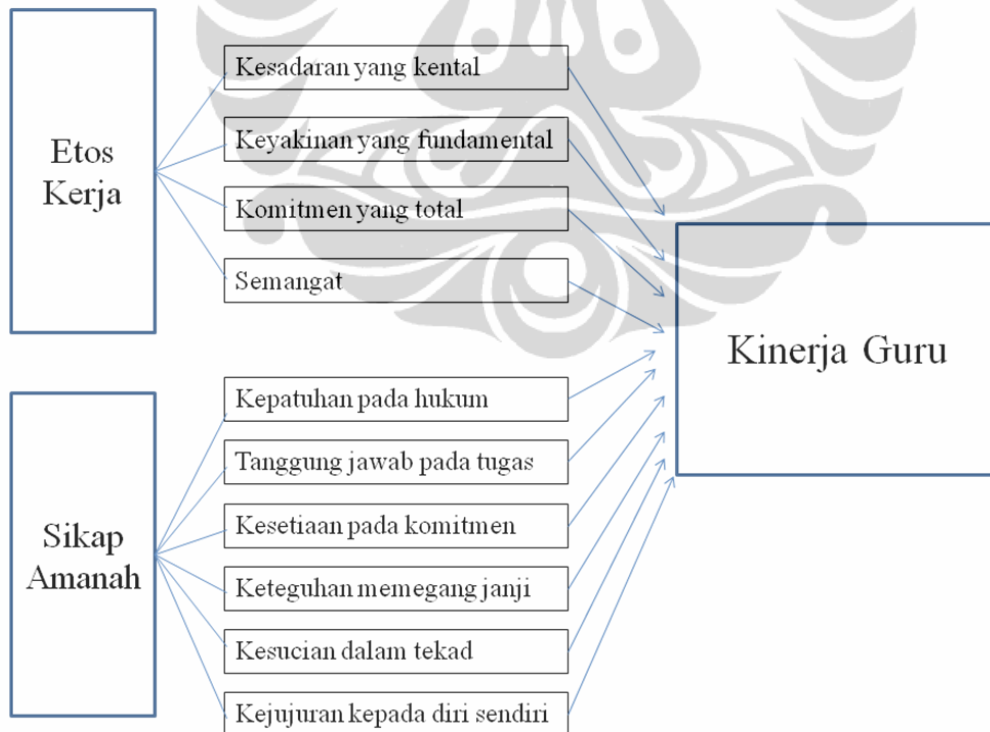 Etos
Kerja
Kesadaran yang kental
Keyakinan yang fundamental
Komitmen yang total
Semangat
Kinerja Guru
Sikap
Amanah
Kepatuhan pada hukum
Tanggung jawab pada tugas
Kesetiaan pada komitmen
Keteguhan memegang janji
Kesucian dalam tekad
Kejujuran kepada diri sendiri